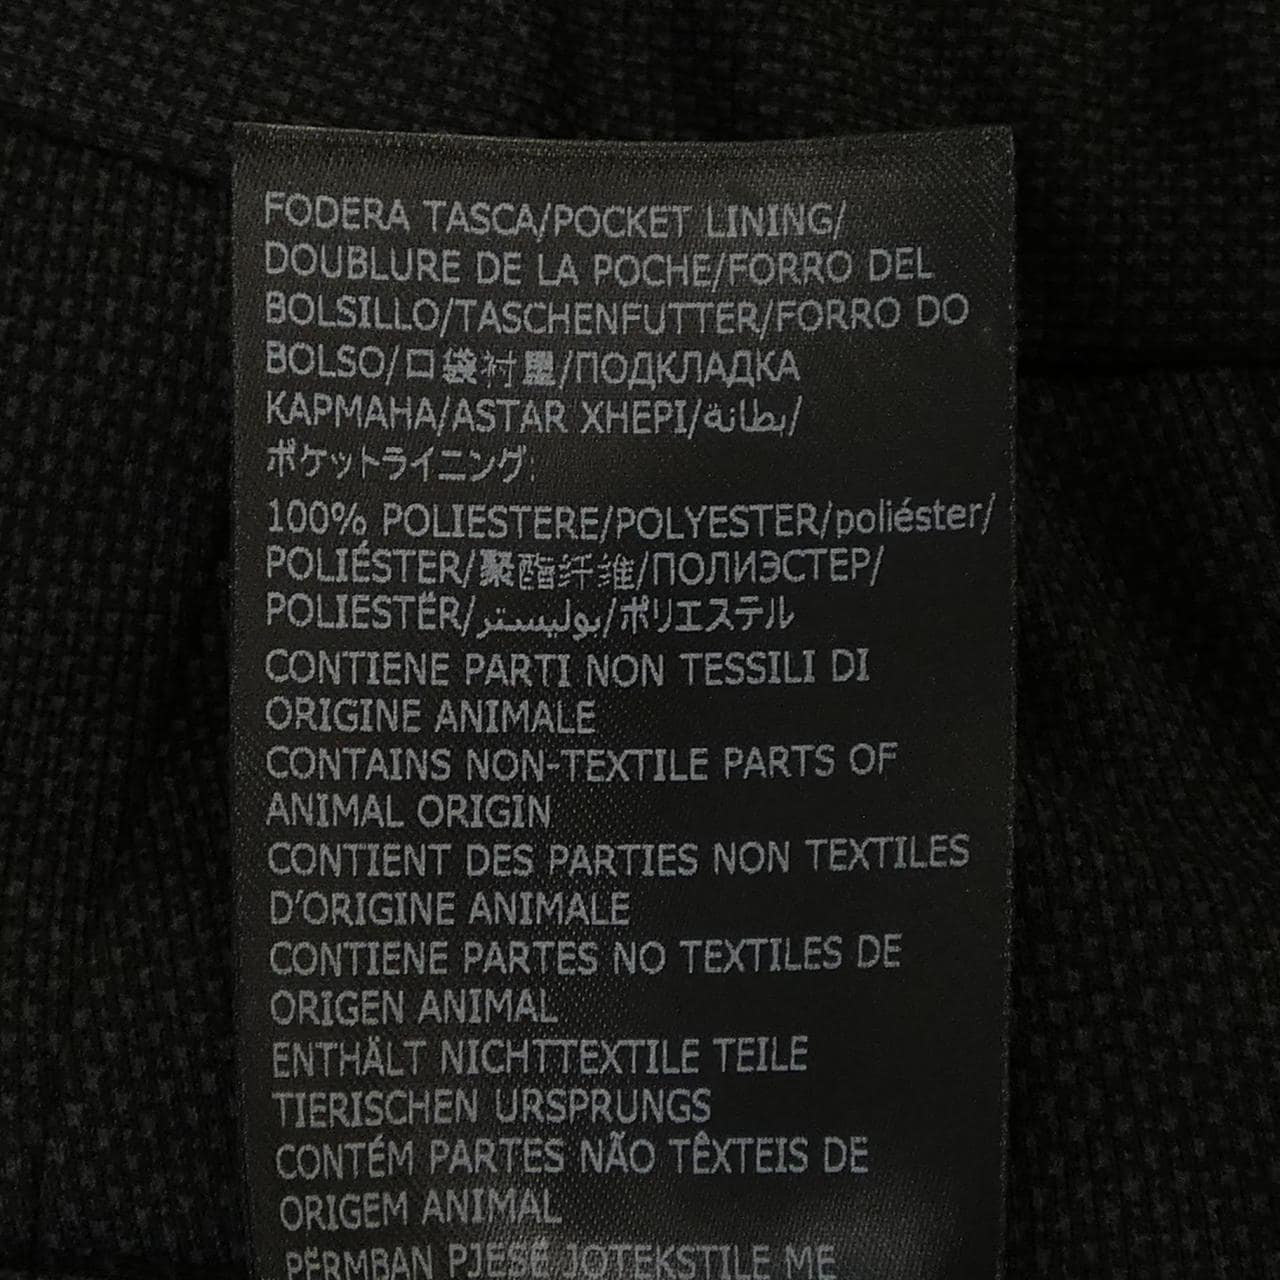 FODERA TASCA/POCKET LINING/
DOUBLURE DE LA POCHE/FORRO DEL
BOLSILLO/TASCHENFUTTER/FORRO DO
BOLSO/口袋衬里/ПОДКЛАДКА
КАРМАНА/ASTAR XHEPI/بطانة/
ポケットライニング:
100% POLIESTERE/POLYESTER/poliéster/
POLIÉSTER/聚酯纤维/ПОЛИЭСТЕР/
POLIESTËR/بوليستر/ポリエステル
CONTIENE PARTI NON TESSILI DI
ORIGINE ANIMALE
CONTAINS NON-TEXTILE PARTS OF
ANIMAL ORIGIN
CONTIENT DES PARTIES NON TEXTILES
D'ORIGINE ANIMALE
CONTIENE PARTES NO TEXTILES DE
ORIGEN ANIMAL
ENTHÄLT NICHTTEXTILE TEILE
TIERISCHEN URSPRUNGS
CONTÉM PARTES NÃO TÊXTEIS DE
ORIGEM ANIMAL
PËRMBAN PJESË JOTEKSTILE ME